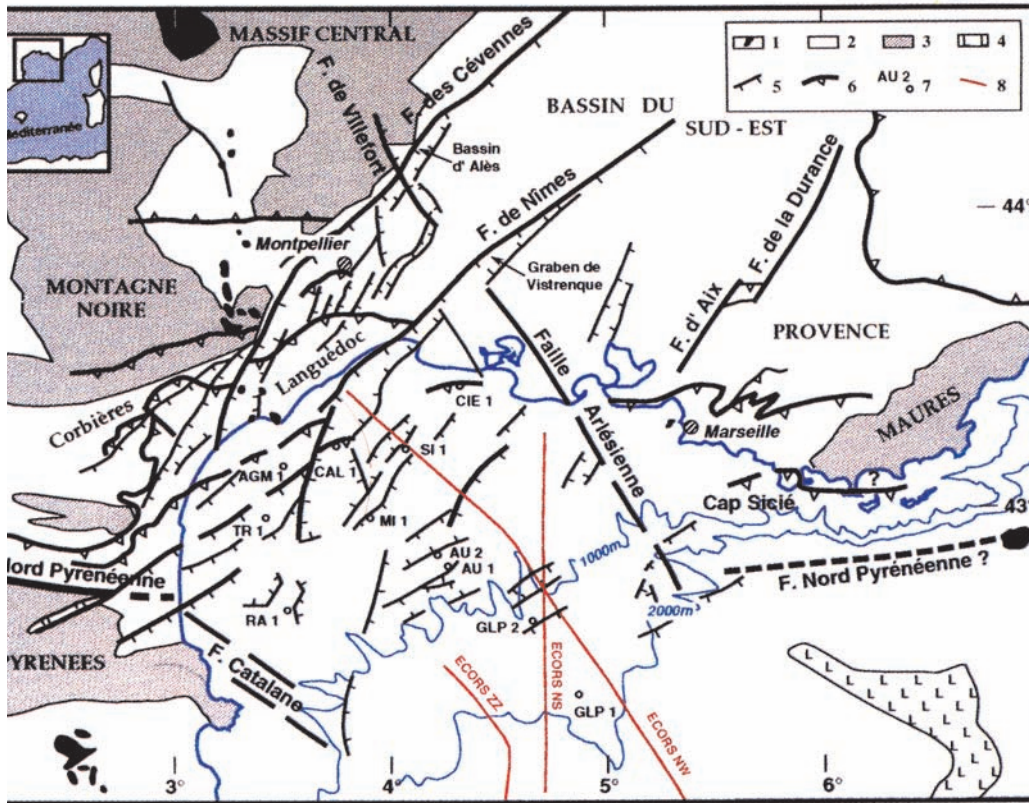 MASSIF CENTRAL
F. des Cévennes
F. de Villefort
BASSIN DU
SUD - EST
1
2
3
4
5
6
AU 2
7
8
Bassin
d' Alès
F. de Nîmes
F. de la Durance
44°
Montpellier
Graben de
Vistrenque
MONTAGNE
NOIRE
F. d' Aix
PROVENCE
Languedoc
Faille
Arlésienne
Corbières
CIE 1
MAURES
Marseille
AGM 1
CAL 1
SI 1
?
Cap Sicié
43°
TR 1
MI 1
AU 2
AU 1
1000m
Nord Pyrénéenne
F. Nord Pyrénéenne ?
2000m
RA 1
GLP 2
PYRENEES
F. Catalane
ECORS ZZ
ECORS NS
ECORS NW
GLP 1
L L L L L L L L L L L L L L L L L L L L L
3°
4°
5°
6°